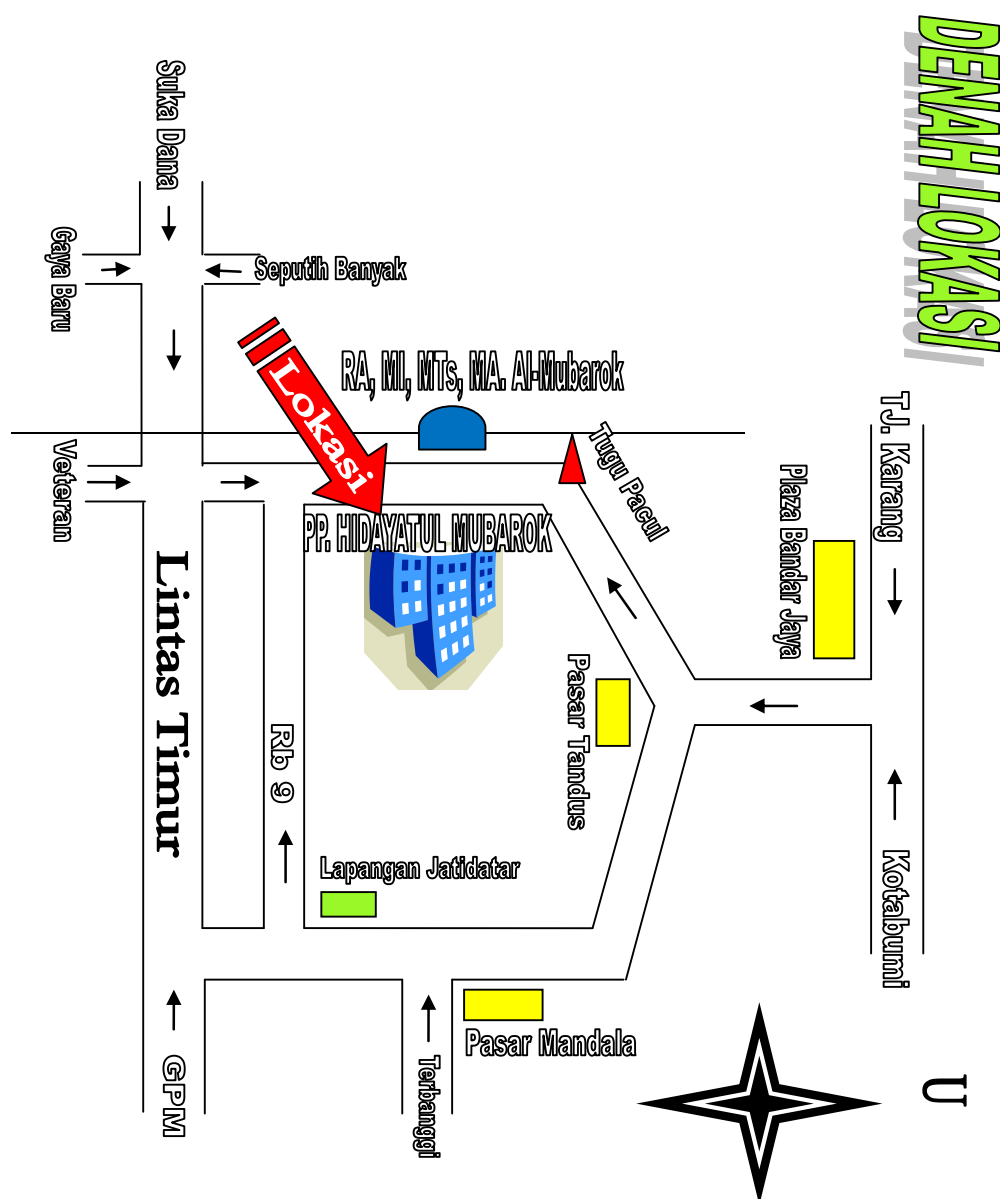 DENAH LOKASI
Suka Dana
Gaya Baru
Seputih Banyak
Lokasi
RA, MI, MTs, MA. Al-Mubarok
Tugu Pacul
TJ. Karang
Plaza Bandar Jaya
Veteran
PP. HIDAYATUL MUBAROK
Lintas Timur
Rb 9
Pasar Tandus
Lapangan Jatidatar
Kotabumi
Pasar Mandala
GPM
Terbanggi
U